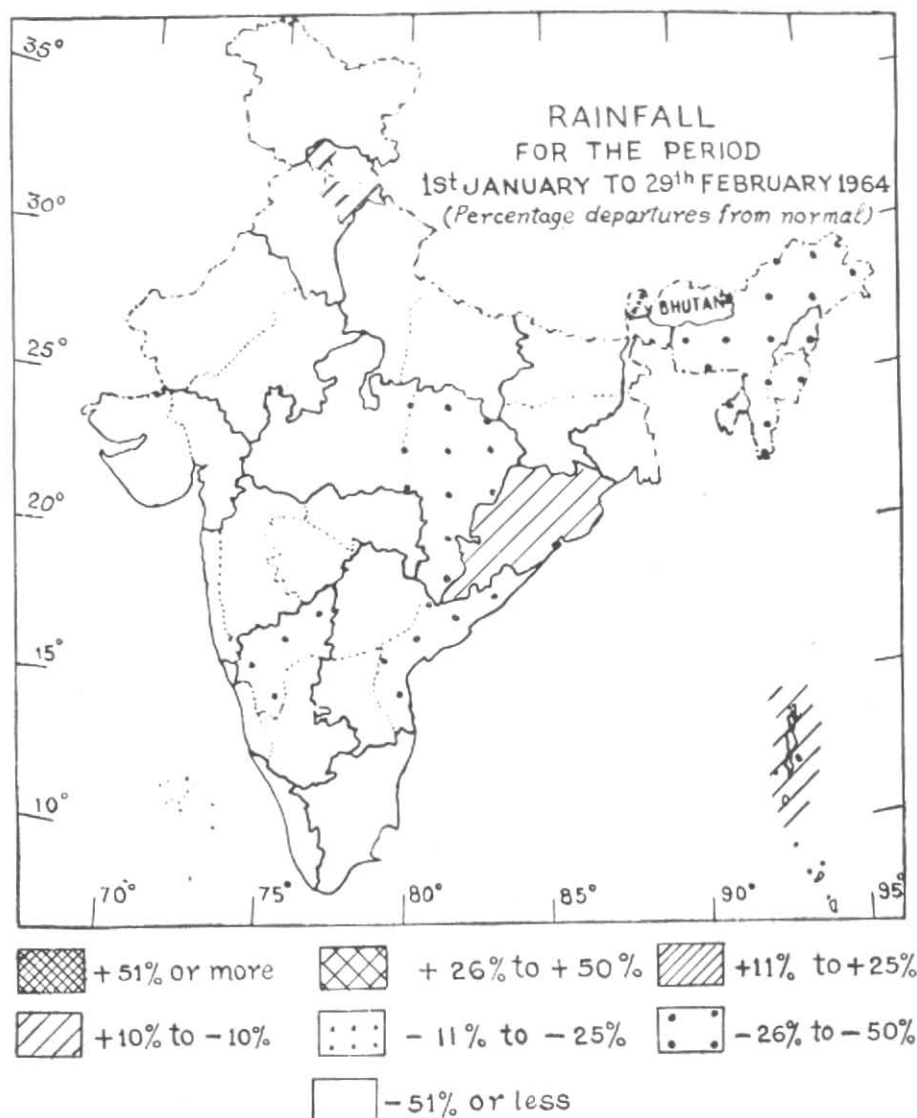 35°
RAINFALL
FOR THE PERIOD
1st JANUARY TO 29th FEBRUARY 1964
(Percentage departures from normal)
30°
BHUTAN
25°
20°
15°
10°
70° 75° 80° 85° 90° 95°
+51% or more + 26% to + 50% +11% to +25%
+10% to -10% -11% to -25% -26% to -50%
-51% or less